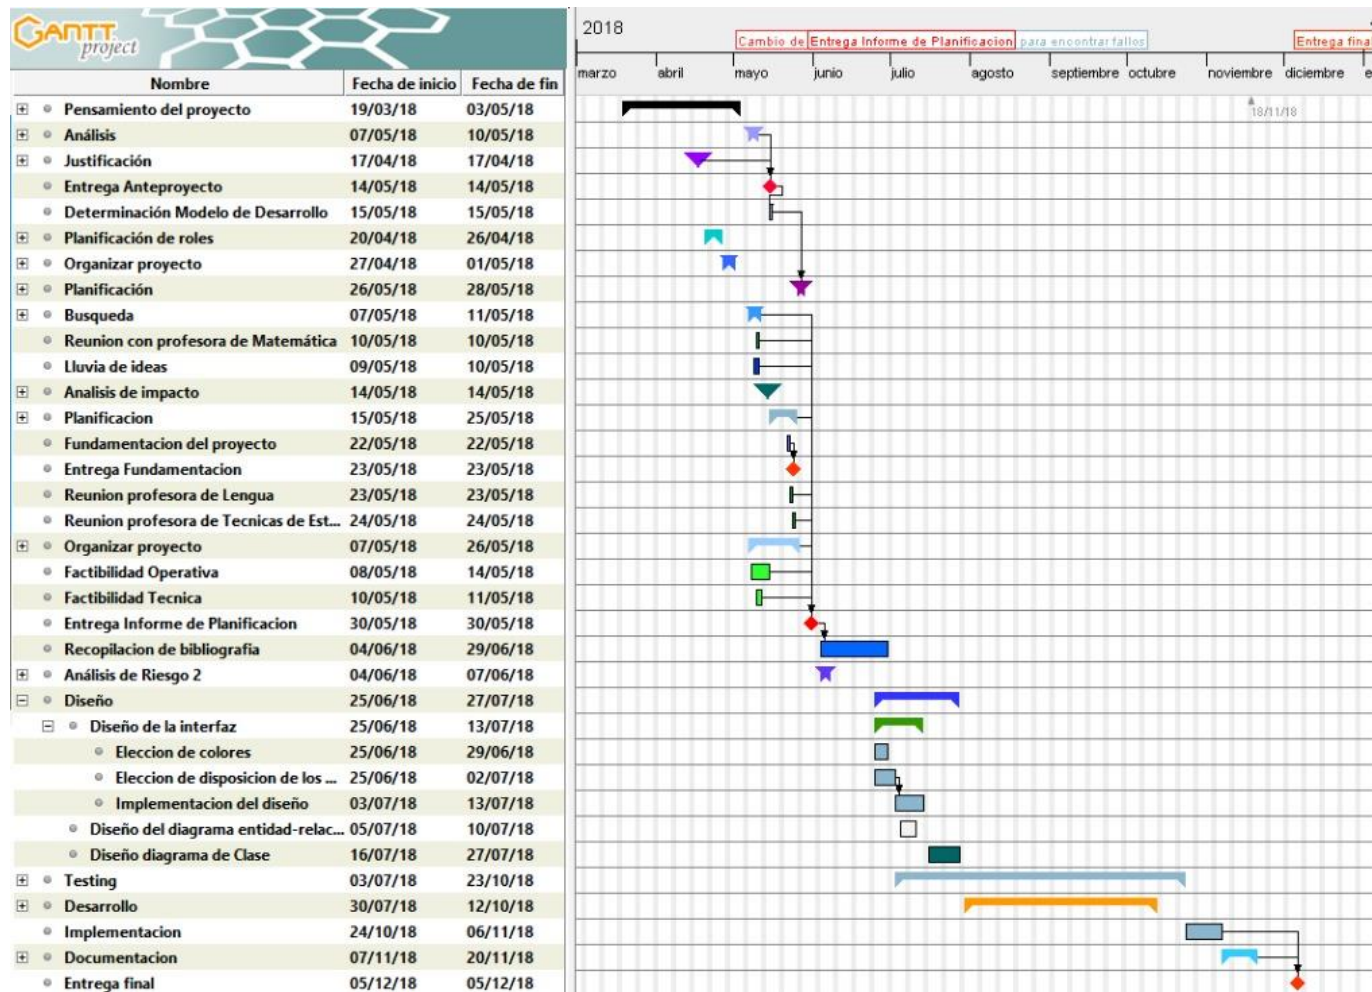 GANTT
project
2018
Cambio de Entrega Informe de Planificacion para encontrar fallos
Entrega final
marzo abril mayo junio julio agosto septiembre octubre noviembre diciembre e
Nombre Fecha de inicio Fecha de fin
18/11/18
Pensamiento del proyecto 19/03/18 03/05/18
Análisis 07/05/18 10/05/18
Justificación 17/04/18 17/04/18
Entrega Anteproyecto 14/05/18 14/05/18
Determinación Modelo de Desarrollo 15/05/18 15/05/18
Planificación de roles 20/04/18 26/04/18
Organizar proyecto 27/04/18 01/05/18
Planificación 26/05/18 28/05/18
Busqueda 07/05/18 11/05/18
Reunion con profesora de Matemática 10/05/18 10/05/18
Lluvia de ideas 09/05/18 10/05/18
Analisis de impacto 14/05/18 14/05/18
Planificacion 15/05/18 25/05/18
Fundamentacion del proyecto 22/05/18 22/05/18
Entrega Fundamentacion 23/05/18 23/05/18
Reunion profesora de Lengua 23/05/18 23/05/18
Reunion profesora de Tecnicas de Est... 24/05/18 24/05/18
Organizar proyecto 07/05/18 26/05/18
Factibilidad Operativa 08/05/18 14/05/18
Factibilidad Tecnica 10/05/18 11/05/18
Entrega Informe de Planificacion 30/05/18 30/05/18
Recopilacion de bibliografia 04/06/18 29/06/18
Análisis de Riesgo 2 04/06/18 07/06/18
Diseño 25/06/18 27/07/18
Diseño de la interfaz 25/06/18 13/07/18
Eleccion de colores 25/06/18 29/06/18
Eleccion de disposicion de los ... 25/06/18 02/07/18
Implementacion del diseño 03/07/18 13/07/18
Diseño del diagrama entidad-relac... 05/07/18 10/07/18
Diseño diagrama de Clase 16/07/18 27/07/18
Testing 03/07/18 23/10/18
Desarrollo 30/07/18 12/10/18
Implementacion 24/10/18 06/11/18
Documentacion 07/11/18 20/11/18
Entrega final 05/12/18 05/12/18